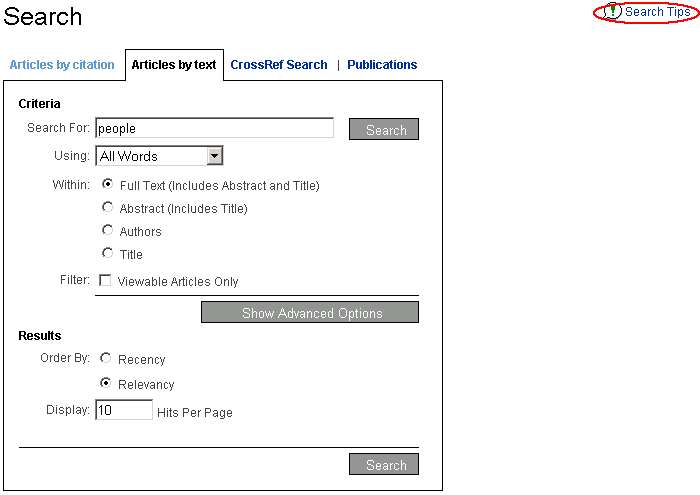 Search
Search Tips
Articles by citation Articles by text CrossRef Search | Publications
Criteria
Search For: people Search
Using: All Words
Within: Full Text (Includes Abstract and Title)
Abstract (Includes Title)
Authors
Title
Filter: Viewable Articles Only
Show Advanced Options
Results
Order By: Recency
Relevancy
Display: 10 Hits Per Page
Search